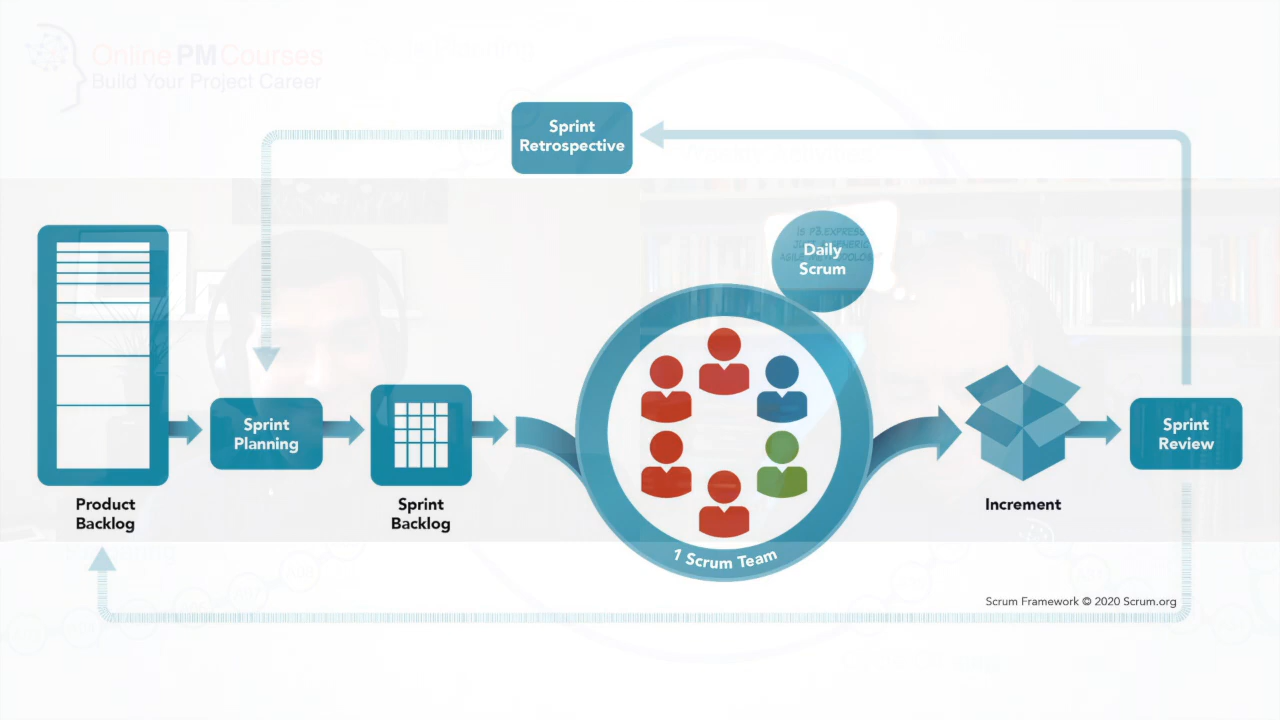 Online PM Courses
Build Your Project Career
Sprint
Retrospective
Daily
Scrum
Sprint
Planning
Sprint
Review
Product
Backlog
Sprint
Backlog
Increment
1 Scrum Team
Scrum Framework © 2020 Scrum.org